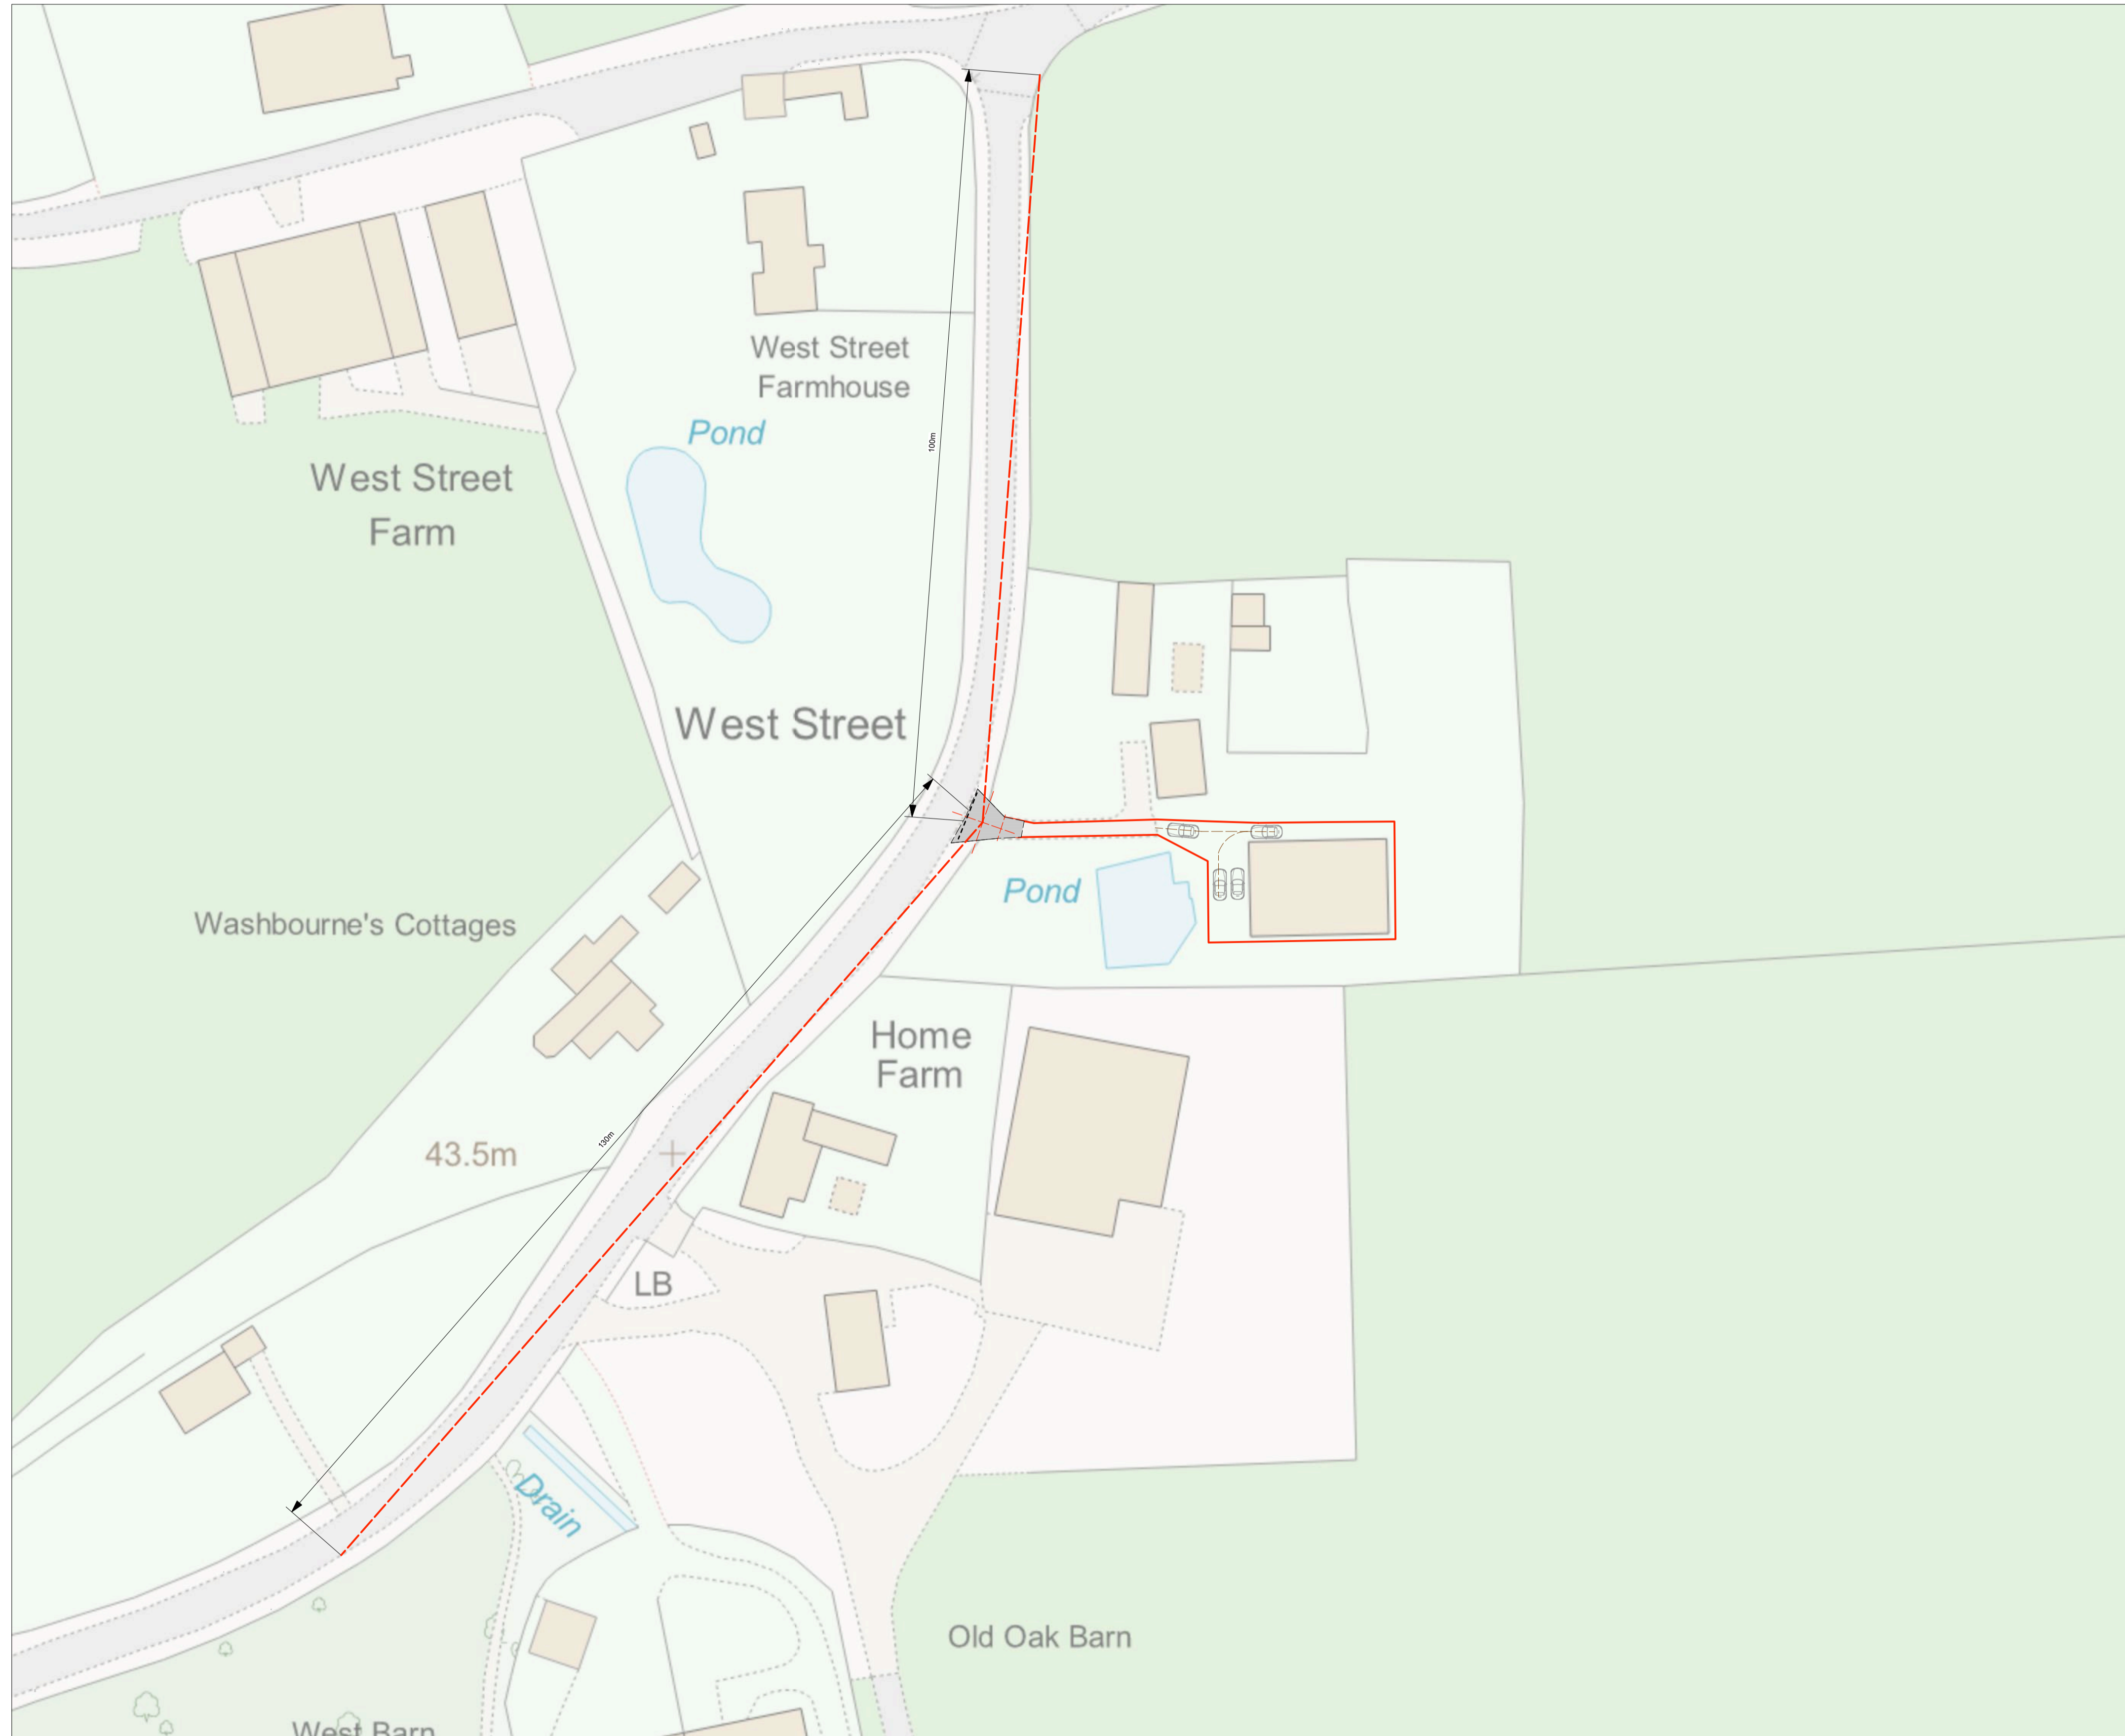 West Street
Farmhouse
Pond
100m
West Street
Farm
West Street
Pond
Washbourne's Cottages
Home
Farm
130m
43.5m
LB
Drain
Old Oak Barn
West Barn